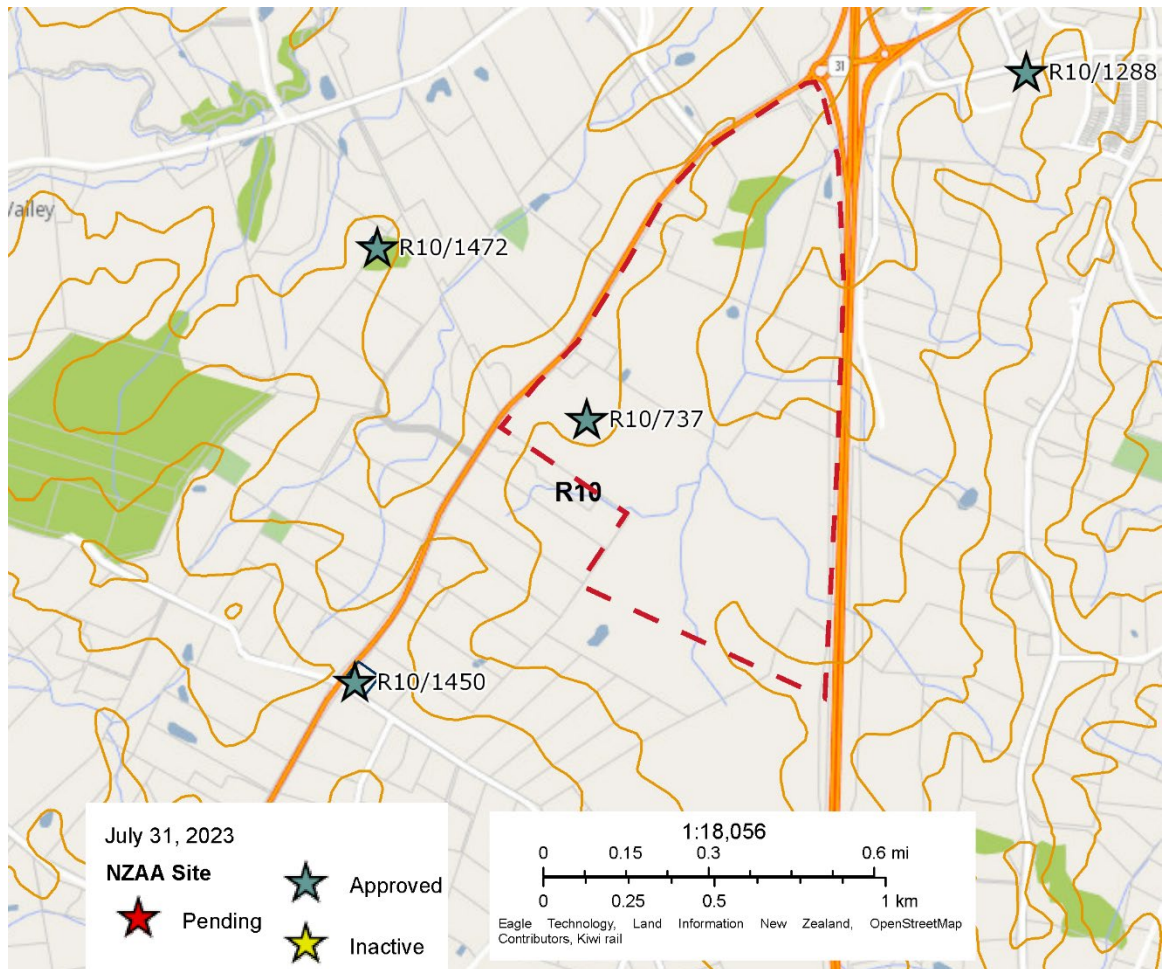 31
R10/1288
Valley
R10/1472
R10/737
R10
R10/1450
July 31, 2023
NZAA Site
Pending
Approved
Inactive
1:18,056
0 0.15 0.3 0.6 mi
0 0.25 0.5 1 km
Eagle Technology, Land Information New Zealand, OpenStreetMap
Contributors, Kiwi rail